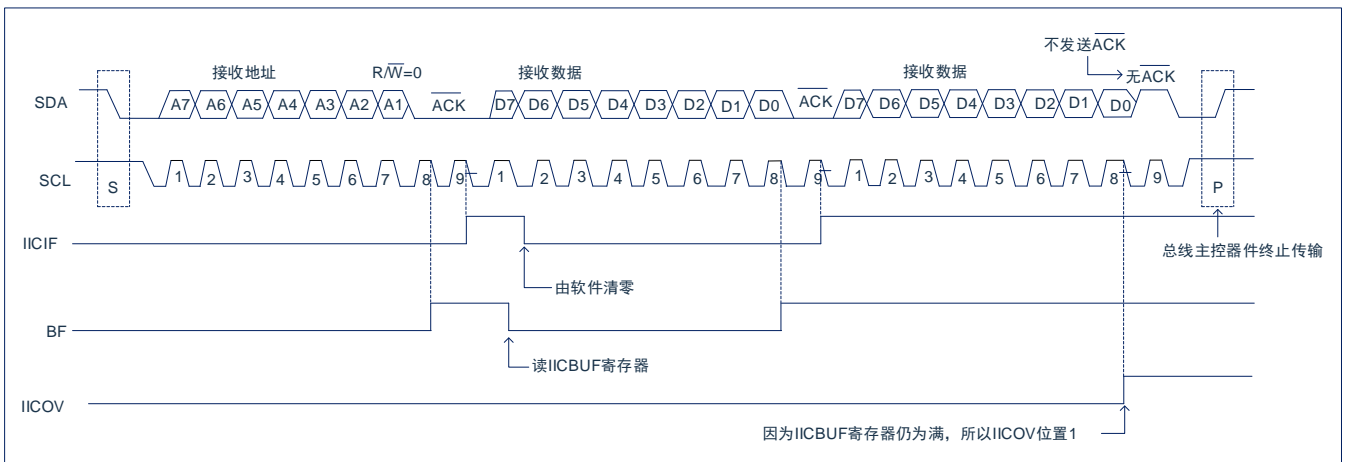 不发送ACK
接收地址 R/W=0 接收数据 接收数据 无ACK
SDA A7 A6 A5 A4 A3 A2 A1 ACK D7 D6 D5 D4 D3 D2 D1 D0 ACK D7 D6 D5 D4 D3 D2 D1 D0
SCL S 1 2 3 4 5 6 7 8 9 1 2 3 4 5 6 7 8 9 1 2 3 4 5 6 7 8 9 P
IICIF
总线主控器件终止传输
由软件清零
BF
读IICBUF寄存器
IICOV
因为IICBUF寄存器仍为满，所以IICOV位置1